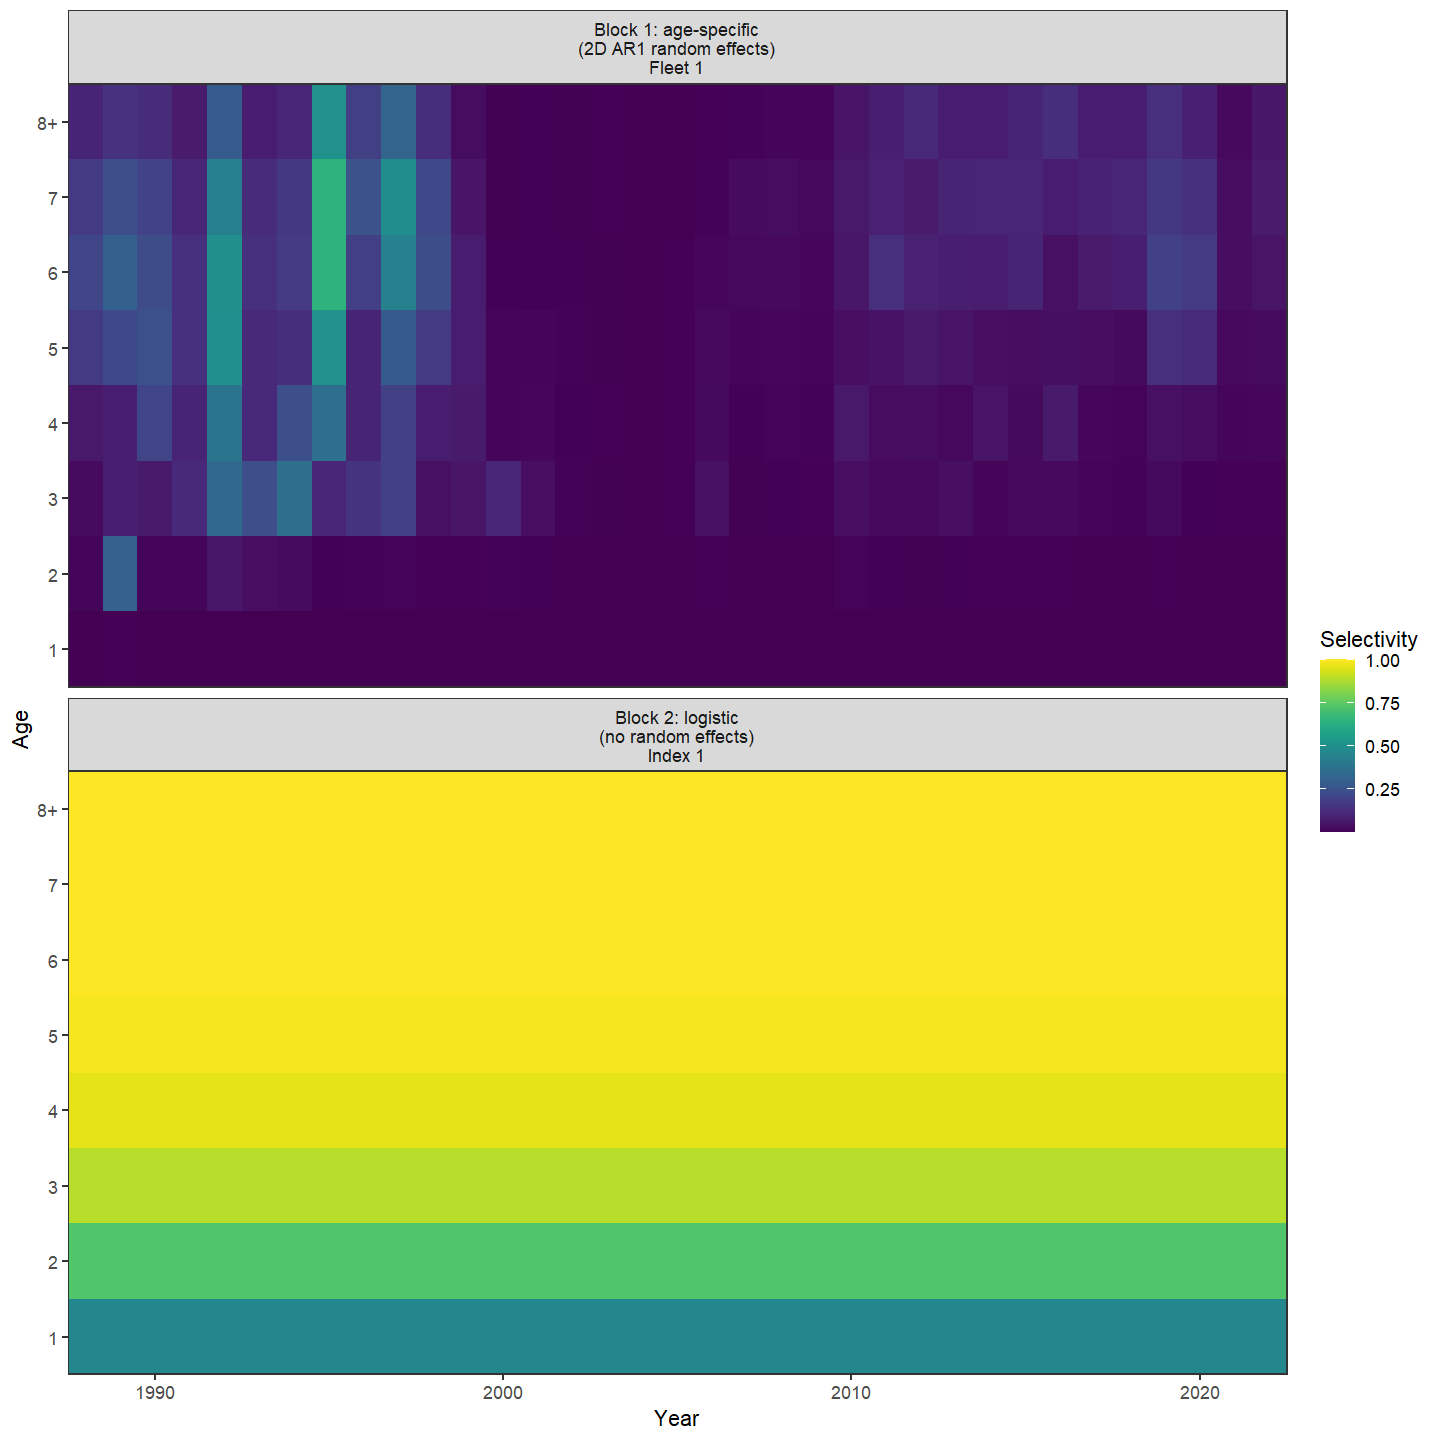 Block 1: age-specific
(2D AR1 random effects)
Fleet 1
8+
7
6
5
4
3
2
1
Block 2: logistic
(no random effects)
Index 1
8+
7
6
5
4
3
2
1
Age
1990
2000
2010
2020
Year
Selectivity
1.00
0.75
0.50
0.25